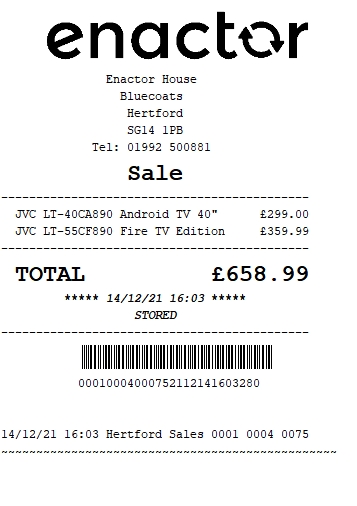 enactor
Enactor House
Bluecoats
Hertford
SG14 1PB
Tel: 01992 500881
Sale
JVC LT-40CA890 Android TV 40" £299.00
JVC LT-55CF890 Fire TV Edition £359.99
TOTAL £658.99
***** 14/12/21 16:03 *****
STORED
00010004000752112141603280
14/12/21 16:03 Hertford Sales 0001 0004 0075